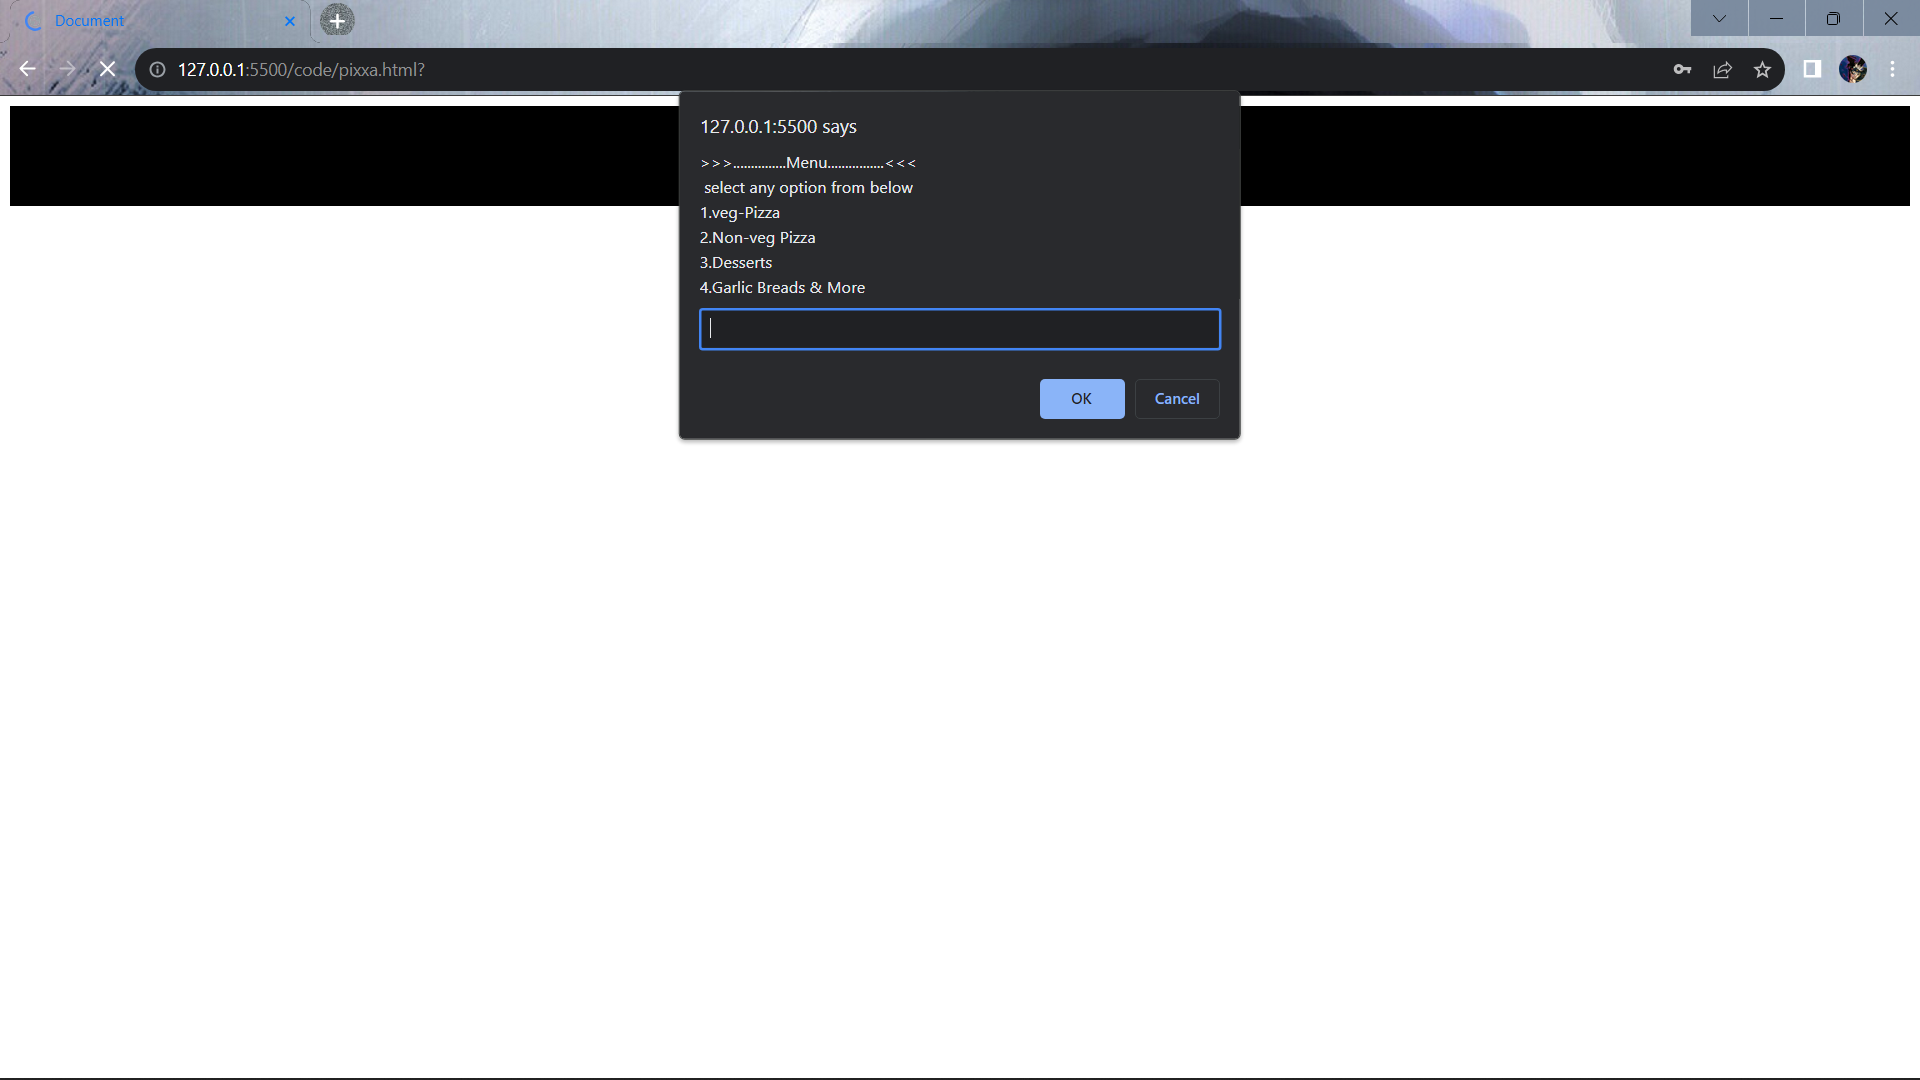 Document
127.0.0.1:5500/code/pixxa.html?
127.0.0.1:5500 says
>>>...............Menu................<<<
select any option from below
1.veg-Pizza
2.Non-veg Pizza
3.Desserts
4.Garlic Breads & More
OK Cancel